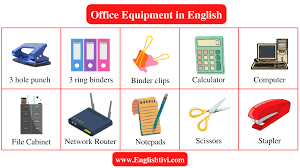 Office Equipment in English
3 hole punch
3 ring binders
Binder clips
Calculator
Computer
File Cabinet
Network Router
Notepads
Scissors
Stapler
www.Englishtivi.com